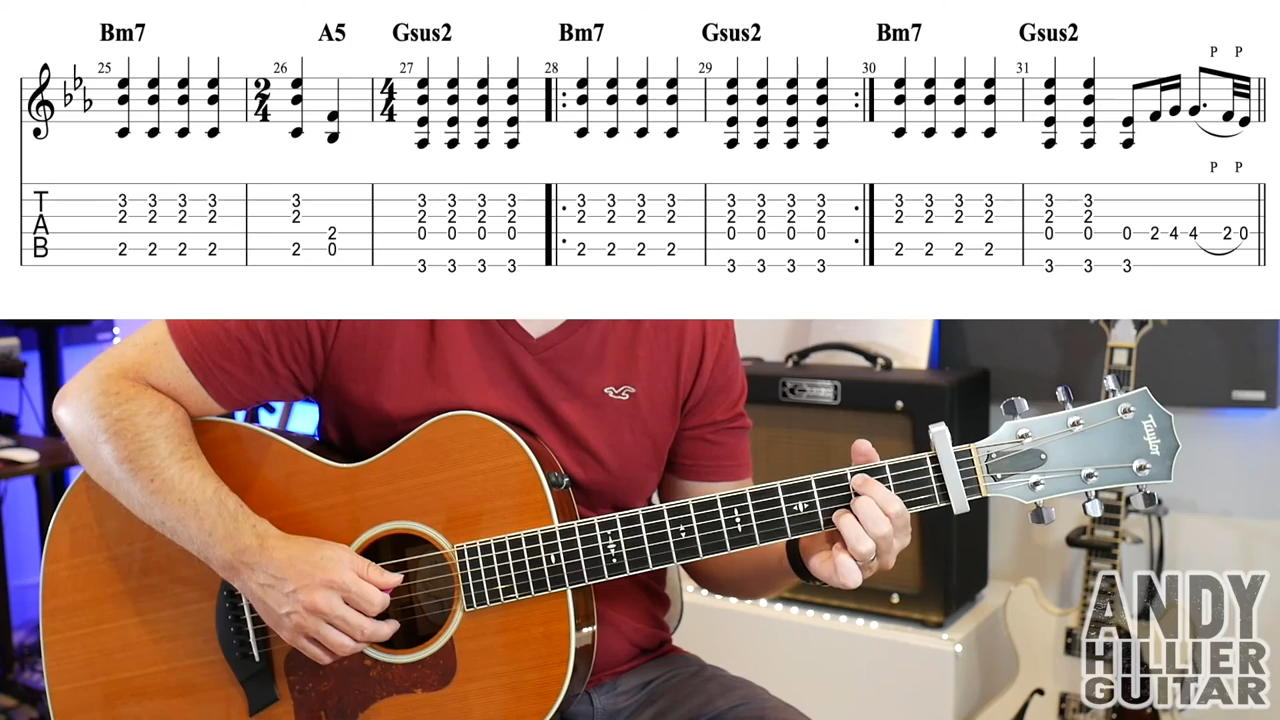 Bm7 A5 Gsus2 Bm7 Gsus2 Bm7 Gsus2
P P
25 26 27 28 29 30 31
2 4 4 4
P P
T 3 3 3 3 3 3 3 3 3 3 3 3 3 3 3 3 3 3 3 3 3 3 3
2 2 2 2 2 2 2 2 2 2 2 2 2 2 2 2 2 2 2 2 2 2 2
A 2 0 0 0 0 0 0 0 0 0 0 0 2 4 4 2 0
B 2 2 2 2 2 0 2 2 2 2 2 2 2 2
3 3 3 3 3 3 3 3 3 3 3
Taylor
ANDY
HILLIER
GUITAR